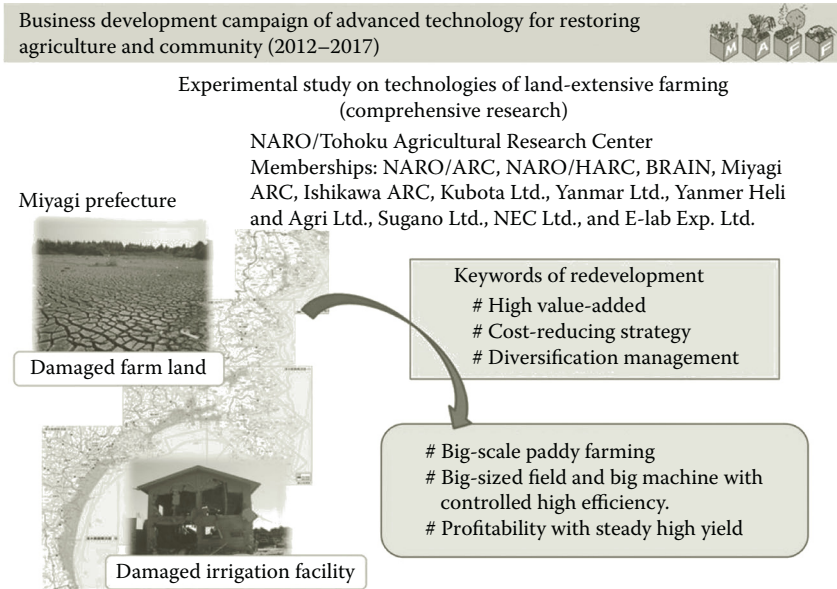 Business development campaign of advanced technology for restoring
agriculture and community (2012–2017)
M A F F
Experimental study on technologies of land-extensive farming
(comprehensive research)
NARO/Tohoku Agricultural Research Center
Memberships: NARO/ARC, NARO/HARC, BRAIN, Miyagi
ARC, Ishikawa ARC, Kubota Ltd., Yanmar Ltd., Yanmer Heli
and Agri Ltd., Sugano Ltd., NEC Ltd., and E-lab Exp. Ltd.
Miyagi prefecture
Damaged farm land
Keywords of redevelopment
# High value-added
# Cost-reducing strategy
# Diversification management
# Big-scale paddy farming
# Big-sized field and big machine with
controlled high efficiency.
# Profitability with steady high yield
Damaged irrigation facility